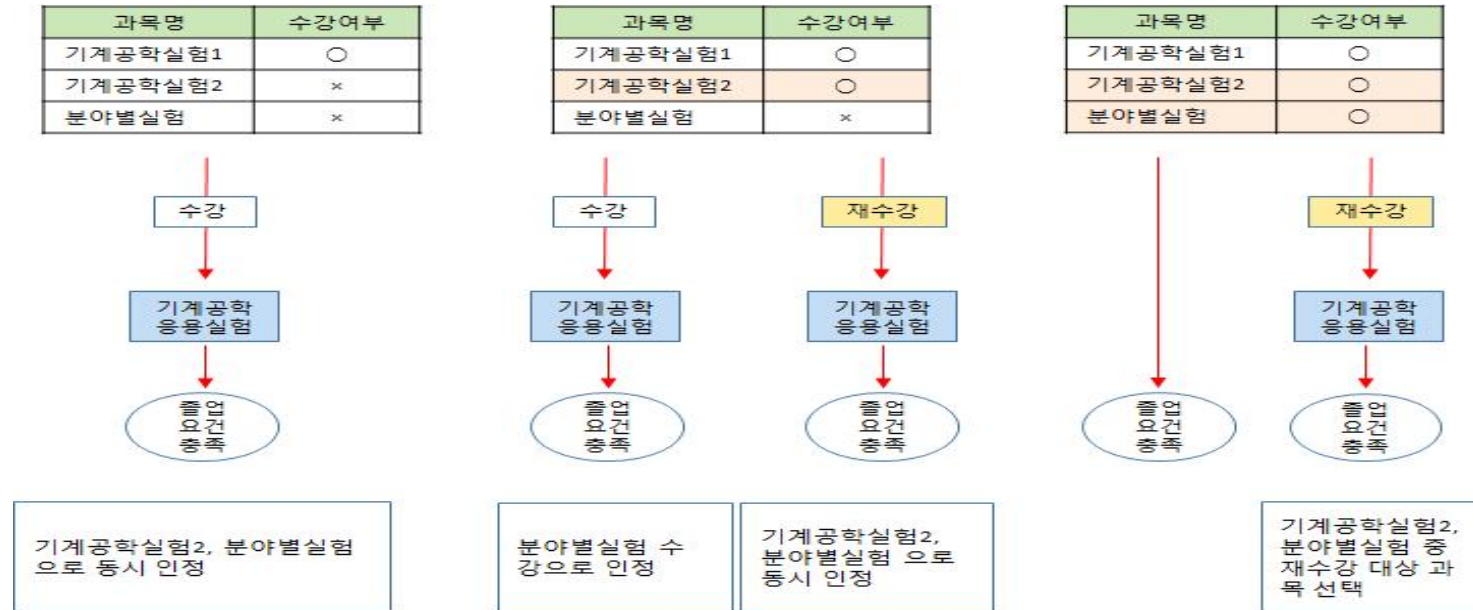 과목명 수강여부
기계공학실험1 ○
기계공학실험2 ×
분야별실험 ×
수강
기계공학
응용실험
졸업
요건
충족
기계공학실험2, 분야별실험
으로 동시 인정
과목명 수강여부
기계공학실험1 ○
기계공학실험2 ○
분야별실험 ×
수강
기계공학
응용실험
졸업
요건
충족
분야별실험 수
강으로 인정
재수강
기계공학
응용실험
졸업
요건
충족
기계공학실험2,
분야별실험 으로
동시 인정
과목명 수강여부
기계공학실험1 ○
기계공학실험2 ○
분야별실험 ○
졸업
요건
충족
재수강
기계공학
응용실험
졸업
요건
충족
기계공학실험2,
분야별실험 중
재수강 대상 과
목 선택